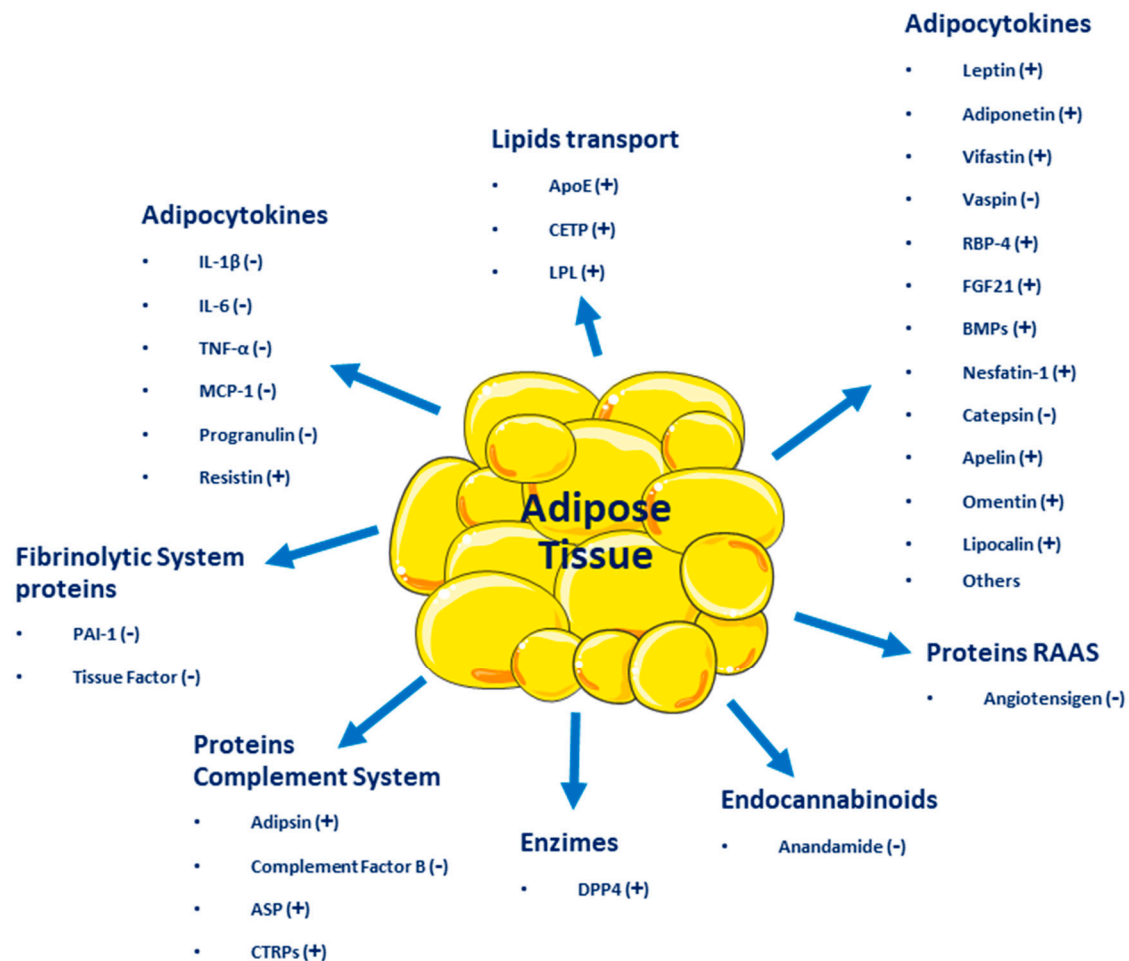 Adipocytokines
• Leptin (+)
• Adiponetin (+)
• Vifastin (+)
• Vaspin (-)
• RBP-4 (+)
• FGF21 (+)
• BMPs (+)
• Nesfatin-1 (+)
• Catepsin (-)
• Apelin (+)
• Omentin (+)
• Lipocalin (+)
• Others
Lipids transport
• ApoE (+)
• CETP (+)
• LPL (+)
Adipocytokines
• IL-1β (-)
• IL-6 (-)
• TNF-α (-)
• MCP-1 (-)
• Progranulin (-)
• Resistin (+)
Adipose
Tissue
Fibrinolytic System
proteins
• PAI-1 (-)
• Tissue Factor (-)
Proteins RAAS
• Angiotensigen (-)
Proteins
Complement System
• Adipsin (+)
• Complement Factor B (-)
• ASP (+)
• CTRPs (+)
Enzimes
• DPP4 (+)
Endocannabinoids
• Anandamide (-)